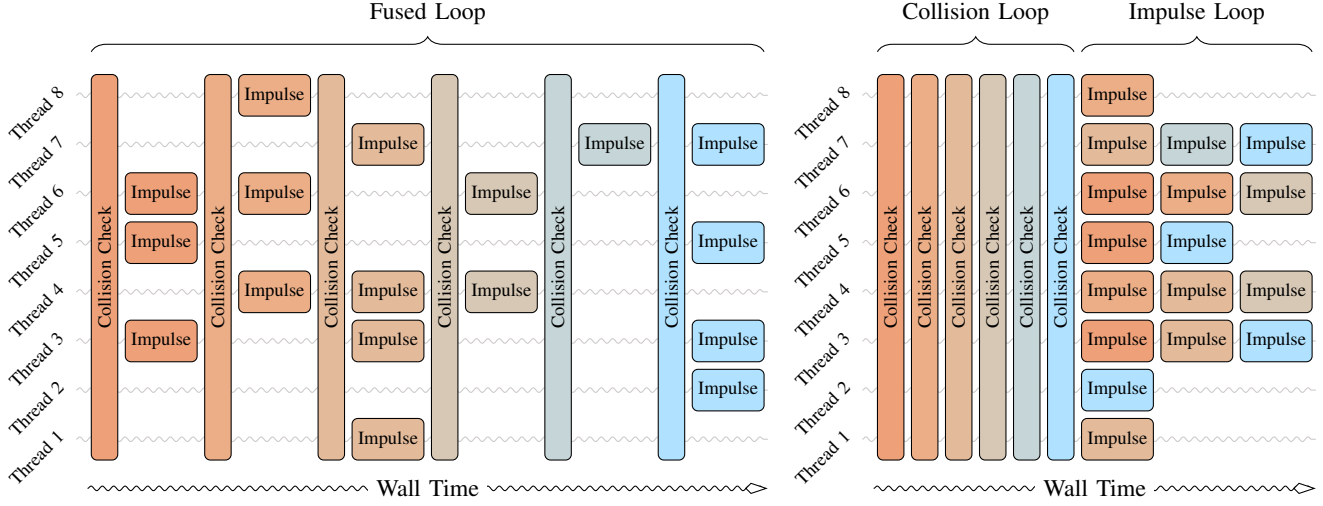 Fused Loop
Collision Loop
Impulse Loop
Thread 8
Impulse
Impulse
Thread 7
Impulse
Impulse
Impulse
Impulse
Impulse
Impulse
Thread 6
Impulse
Impulse
Impulse
Impulse
Impulse
Impulse
Thread 5
Impulse
Impulse
Impulse
Impulse
Thread 4
Impulse
Impulse
Impulse
Impulse
Impulse
Impulse
Thread 3
Impulse
Impulse
Impulse
Impulse
Impulse
Impulse
Thread 2
Impulse
Impulse
Thread 1
Impulse
Impulse
Collision Check
Collision Check
Collision Check
Collision Check
Collision Check
Collision Check
Thread 8
Thread 7
Thread 6
Thread 5
Thread 4
Thread 3
Thread 2
Thread 1
Collision Check
Collision Check
Collision Check
Collision Check
Collision Check
Collision Check
Wall Time
Wall Time